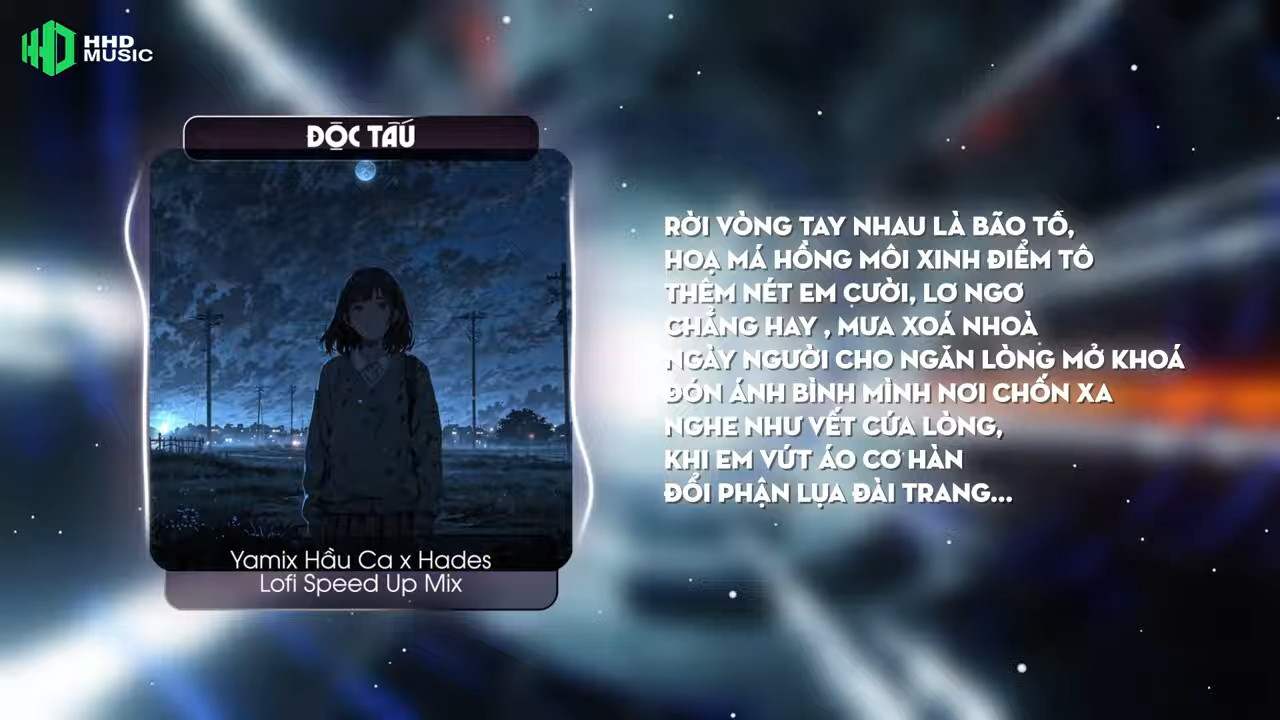 HHD
MUSIC
ĐỘC TẤU
Yamix Hầu Ca x Hades
Lofi Speed Up Mix
RỜI VÒNG TAY NHAU LÀ BÃO TỐ,
HOẠ MÁ HỒNG MÔI XINH ĐIỂM TÔ
THÊM NÉT EM CƯỜI, LƠ NGƠ
CHẲNG HAY , MƯA XOÁ NHOÀ
NGÀY NGƯỜI CHO NGĂN LÒNG MỞ KHOÁ
ĐÓN ÁNH BÌNH MÌNH NƠI CHỐN XA
NGHE NHƯ VẾT CỨA LÒNG,
KHI EM VỨT ÁO CƠ HÀN
ĐỔI PHẬN LỤA ĐÀI TRANG...